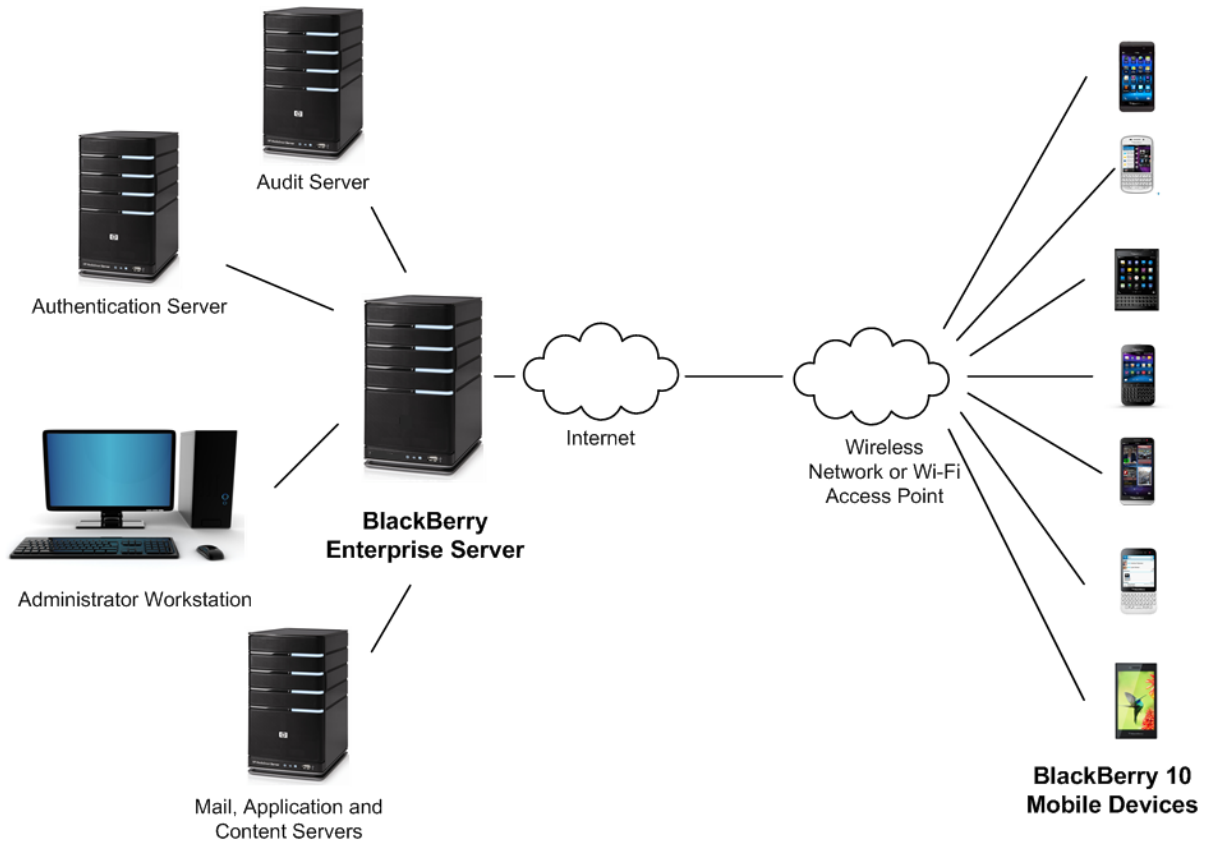 Audit Server
Authentication Server
Internet
Wireless
Network or Wi-Fi
Access Point
BlackBerry
Enterprise Server
Administrator Workstation
Mail, Application and
Content Servers
BlackBerry 10
Mobile Devices